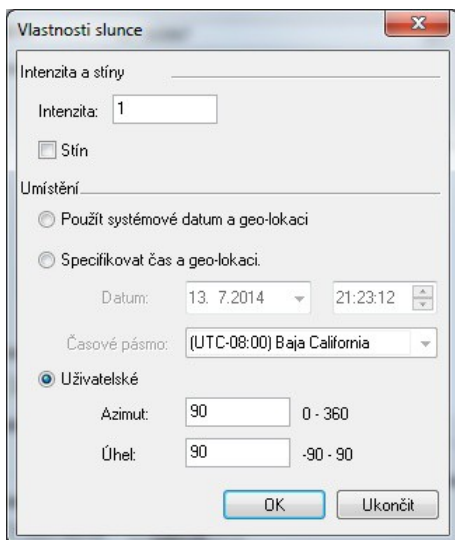 Vlastnosti slunce
Intenzita a stíny
Intenzita: 1
Stín
Umístění
Použít systémové datum a geo-lokaci
Specifikovat čas a geo-lokaci.
Datum: 13. 7.2014 21:23:12
Časové pásmo: (UTC-08:00) Baja California
Uživatelské
Azimut: 90 0 - 360
Úhel: 90 -90 - 90
OK Ukončit